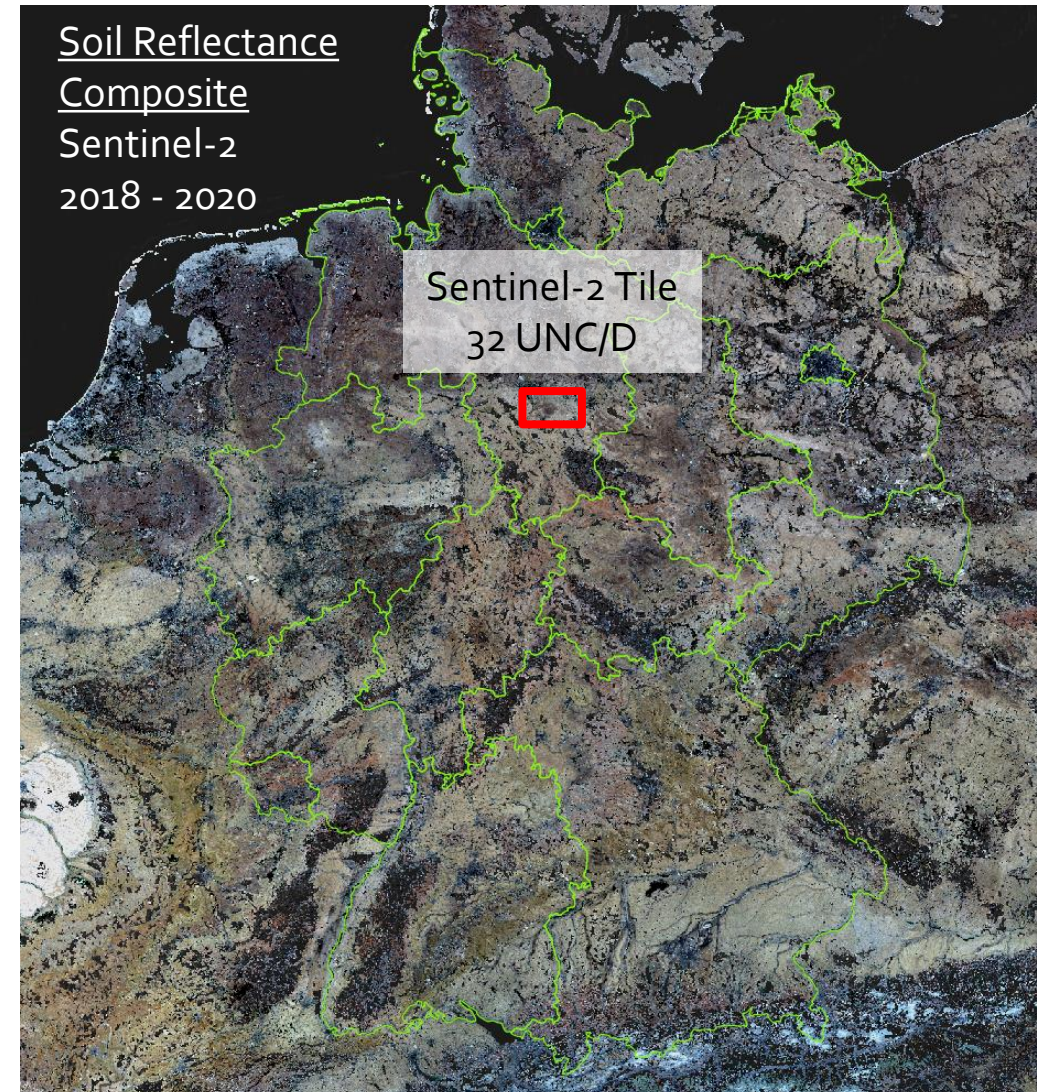 Soil Reflectance
Composite
Sentinel-2
2018 - 2020
Sentinel-2 Tile
32 UNC/D